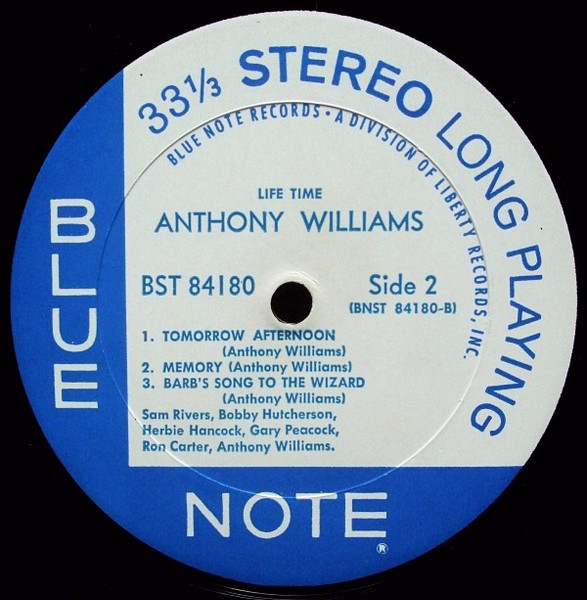 33⅓ STEREO LONG PLAYING
BLUE NOTE RECORDS · A DIVISION OF LIBERTY RECORDS, INC.
LIFE TIME
ANTHONY WILLIAMS
BST 84180
Side 2
(BNST 84180-B)
1. TOMORROW AFTERNOON
(Anthony Williams)
2. MEMORY (Anthony Williams)
3. BARB'S SONG TO THE WIZARD
(Anthony Williams)
Sam Rivers, Bobby Hutcherson,
Herbie Hancock, Gary Peacock,
Ron Carter, Anthony Williams.
BLUE
NOTE
®